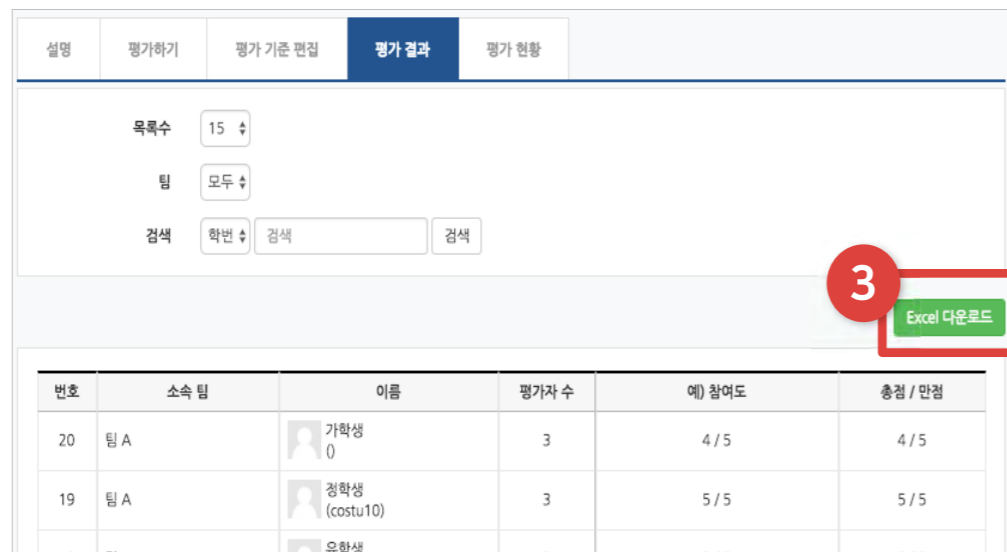 설명 평가하기 평가 기준 편집 평가 결과 평가 현황
목록수 15
팀 모두
검색 학번 검색 검색
3
Excel 다운로드
번호 소속 팀 이름 평가자 수 예) 참여도 총점 / 만점
20 팀 A 가학생 3 4 / 5 4 / 5
()
19 팀 A 정학생 3 5 / 5 5 / 5
(costu10)
유학생